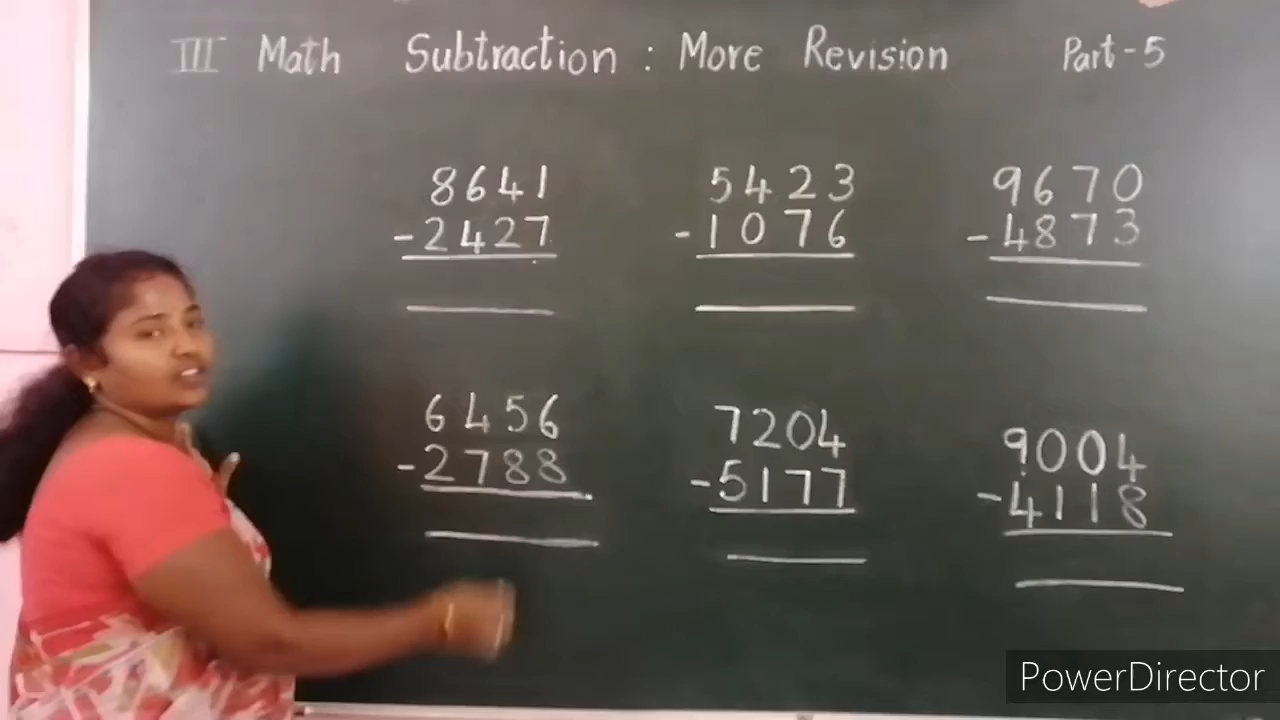 III Math Subtraction : More Revision Part-5
8641 5423 9670
-2427 -1076 -4873
6456 7204 9004
-2788 -5177 -4118
PowerDirector